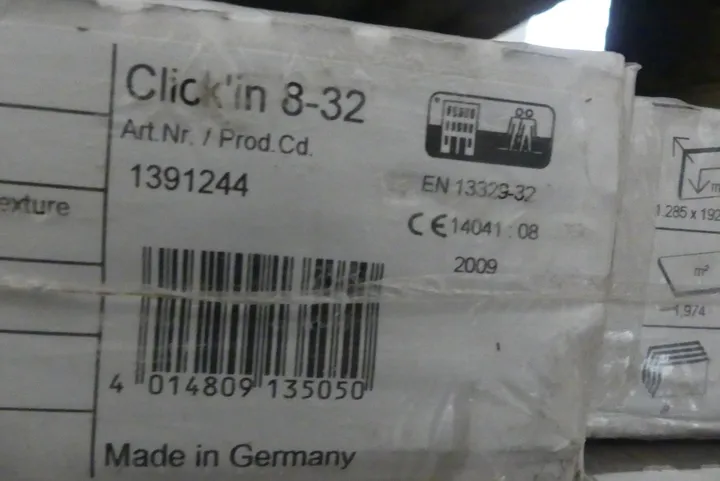 Click'in 8-32
Art.Nr. / Prod.Cd.
1391244
exture
EN 13329-32
CE 14041 : 08
2009
4 014809 135050
Made in Germany
m
1.285 x 192
m²
1,974